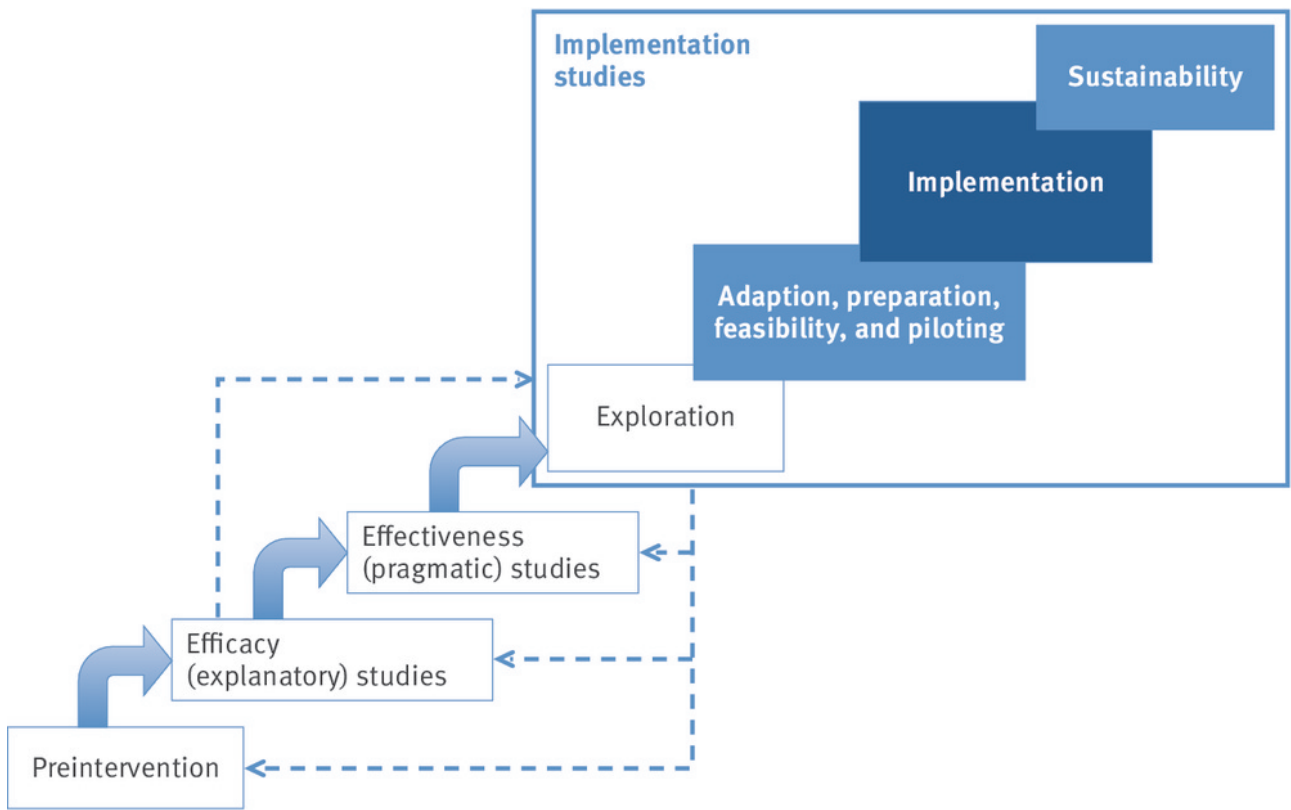 Implementation
studies
Sustainability
Implementation
Adaption, preparation,
feasibility, and piloting
Exploration
Effectiveness
(pragmatic) studies
Efficacy
(explanatory) studies
Preintervention